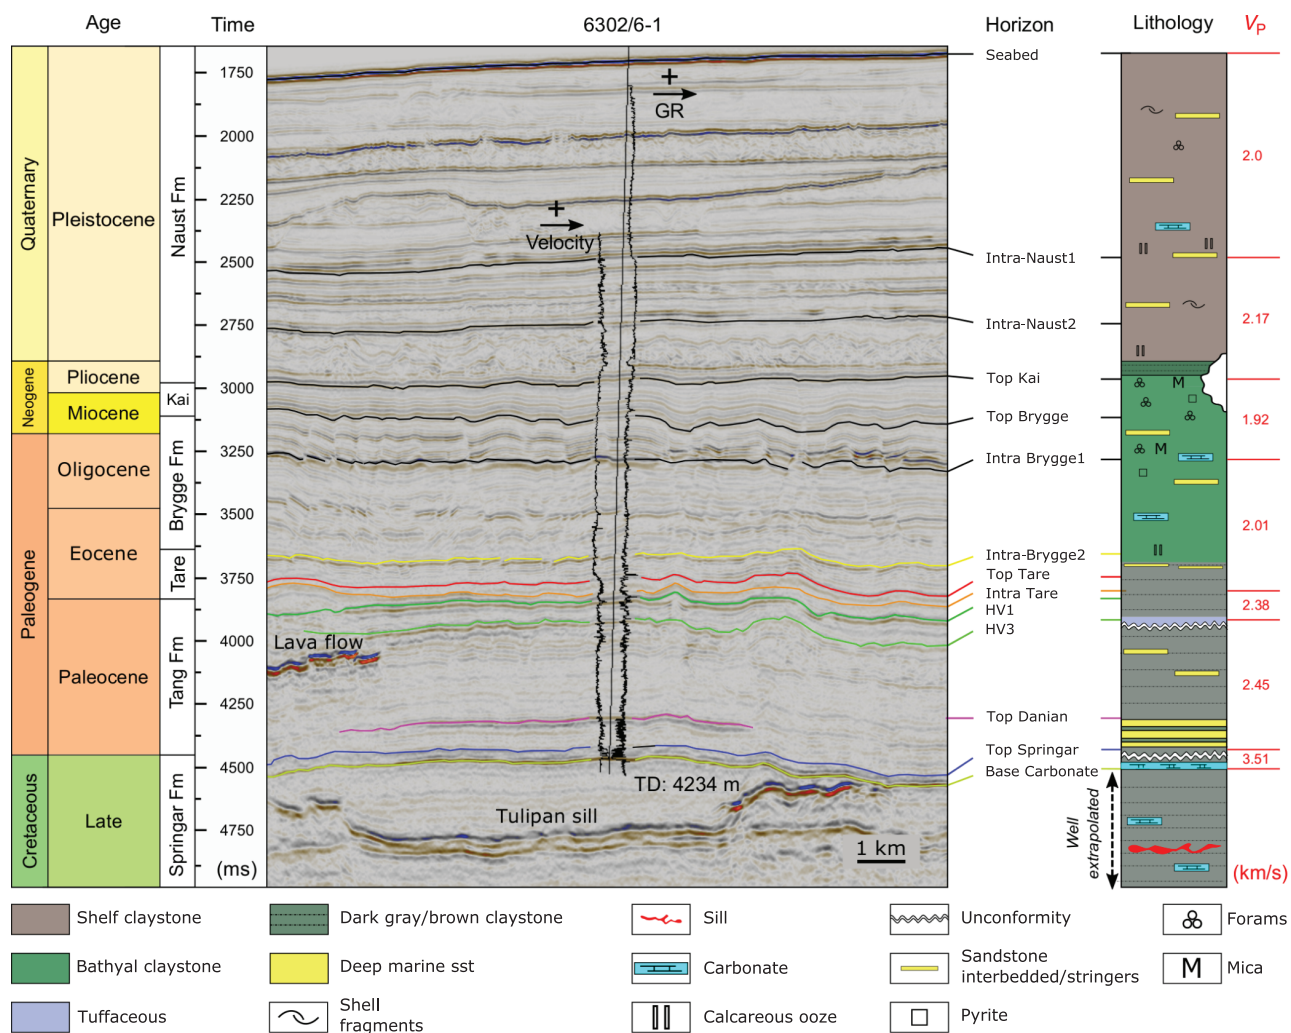 Age
Time
6302/6-1
Horizon
Lithology
VP
Quaternary
Neogene
Paleogene
Cretaceous
Pleistocene
Pliocene
Miocene
Oligocene
Eocene
Paleocene
Late
Naust Fm
Kai
Brygge Fm
Tare
Tang Fm
Springar Fm
1750
2000
2250
2500
2750
3000
3250
3500
3750
4000
4250
4500
4750
(ms)
+
GR
+
Velocity
Lava flow
TD: 4234 m
Tulipan sill
1 km
Seabed
Intra-Naust1
Intra-Naust2
Top Kai
Top Brygge
Intra Brygge1
Intra-Brygge2
Top Tare
Intra Tare
HV1
HV3
Top Danian
Top Springar
Base Carbonate
Well
extrapolated
M
M
2.0
2.17
1.92
2.01
2.38
2.45
3.51
(km/s)
Shelf claystone
Dark gray/brown claystone
Sill
Unconformity
Forams
Bathyal claystone
Deep marine sst
Carbonate
Sandstone
interbedded/stringers
M
Mica
Tuffaceous
Shell
fragments
Calcareous ooze
Pyrite